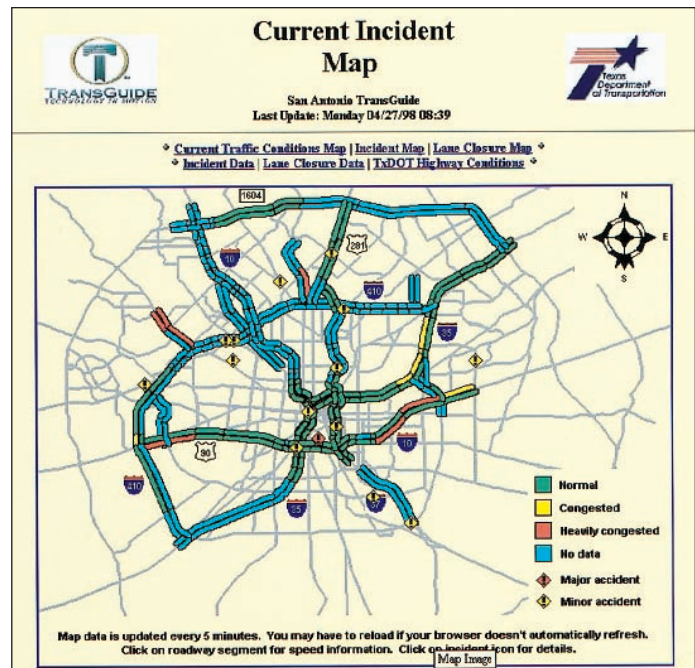 Current Incident
Map
TRANSGUIDE
TECHNOLOGY IN MOTION
Texas
Department
of Transportation
San Antonio TransGuide
Last Update: Monday 04/27/98 08:39
Current Traffic Conditions Map | Incident Map | Lane Closure Map
Incident Data | Lane Closure Data | TxDOT Highway Conditions
1604
N
281
W E
10
S
410
35
90
10
410
35
37
Normal
Congested
Heavily congested
No data
Major accident
Minor accident
Map data is updated every 5 minutes. You may have to reload if your browser doesn't automatically refresh.
Click on roadway segment for speed information. Click on incident icon for details.
Map Image